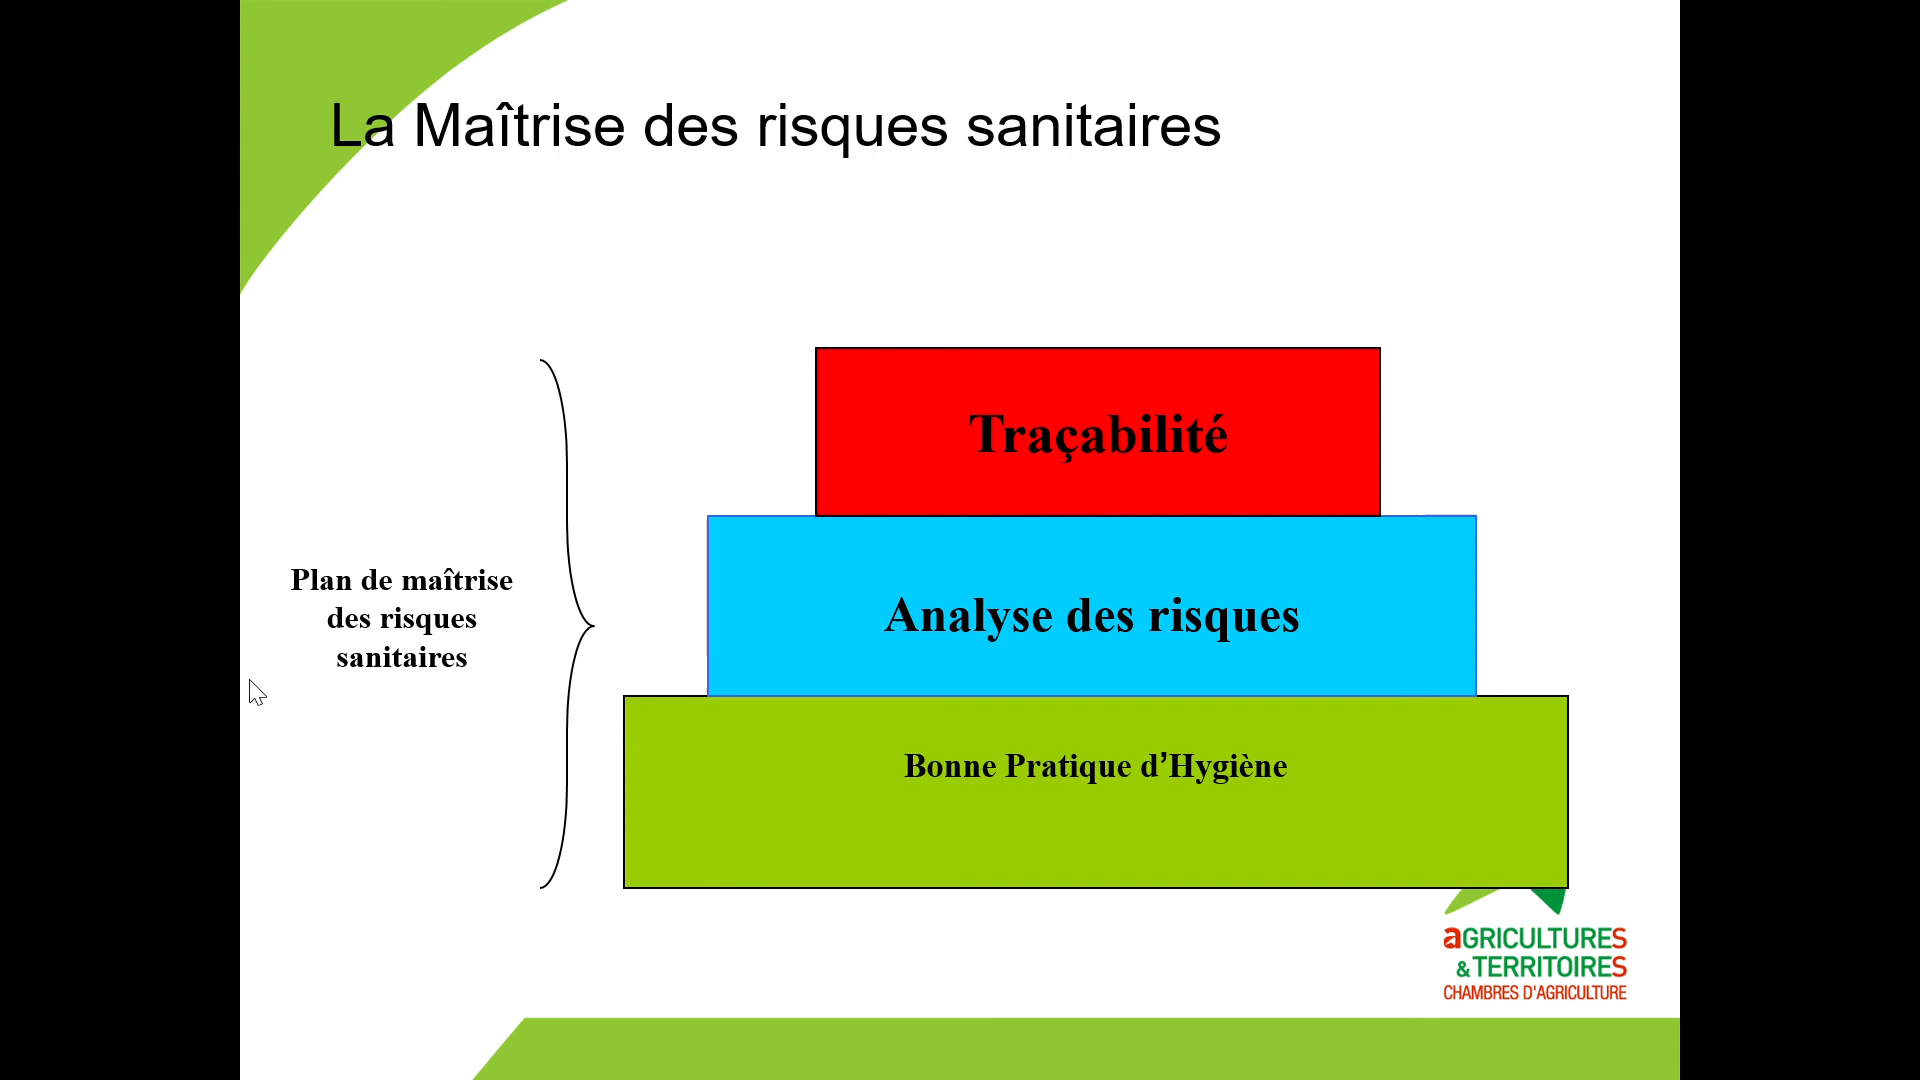 La Maîtrise des risques sanitaires
Traçabilité
Plan de maîtrise
des risques
sanitaires
Analyse des risques
Bonne Pratique d’Hygiène
aGRICULTURES
&TERRITOIRES
CHAMBRES D'AGRICULTURE